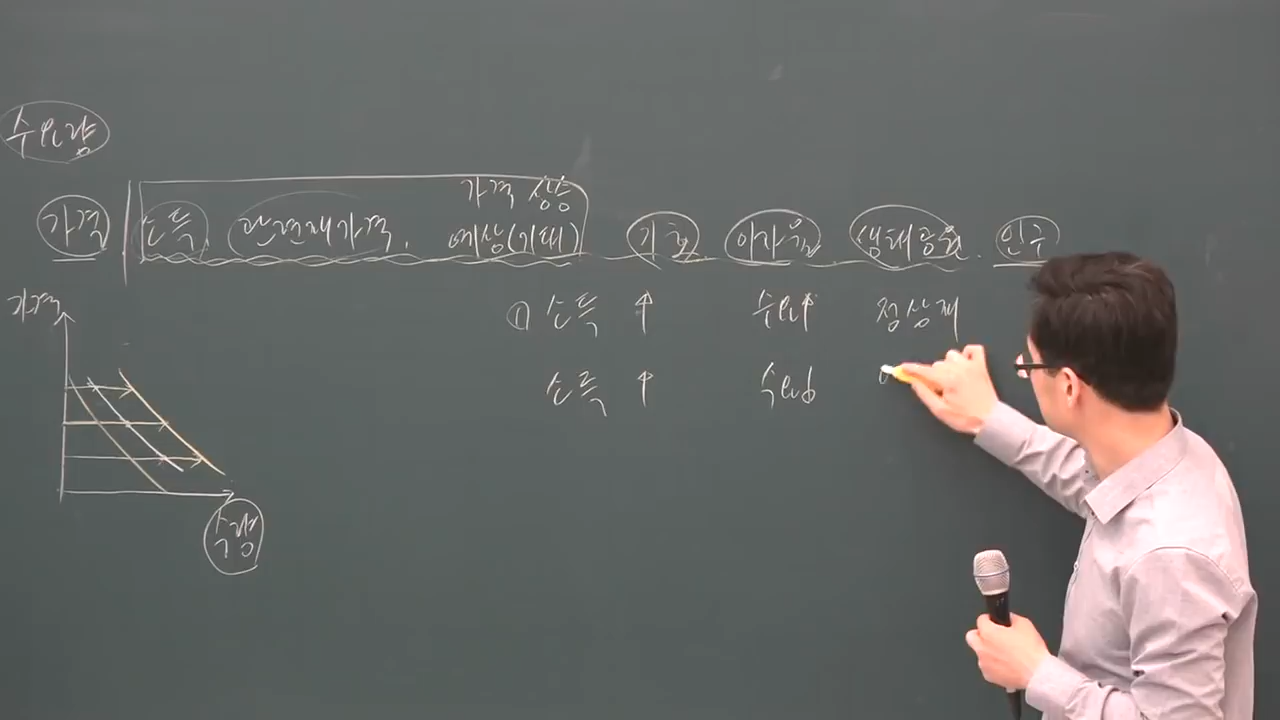 수요량
가격 상승
가격 소득. 관련재가격. 예상(기대) 기호. 이자율. 생태공원. 인구
가격
① 소득 ↑ 수요↑ 정상재
소득 ↑ 수요↓
수량